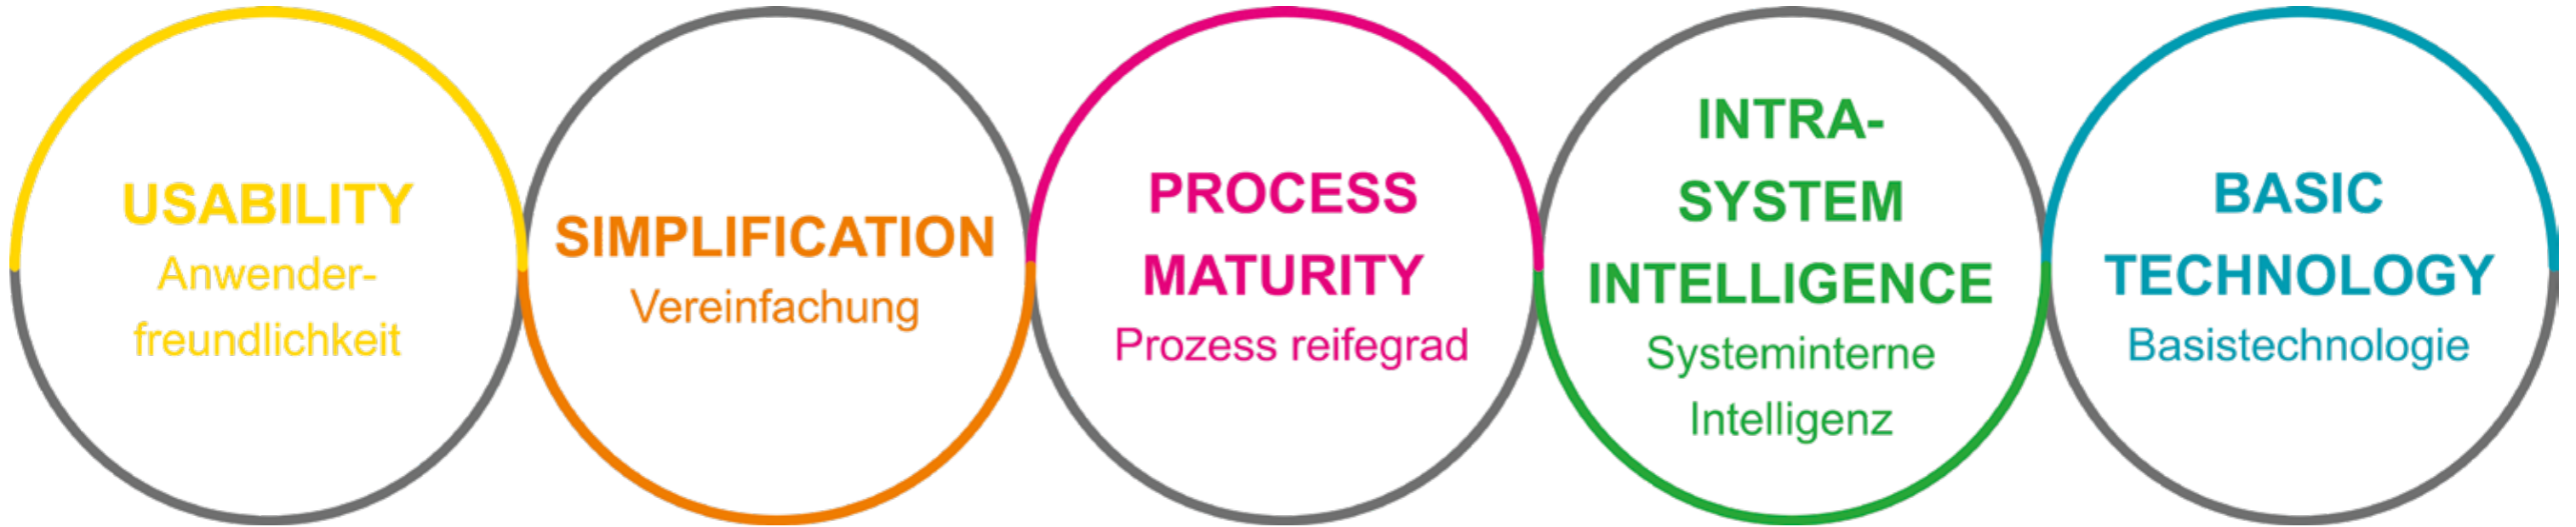 USABILITY
Anwender-
freundlichkeit
SIMPLIFICATION
Vereinfachung
PROCESS
MATURITY
Prozess reifegrad
INTRA-
SYSTEM
INTELLIGENCE
Systeminterne
Intelligenz
BASIC
TECHNOLOGY
Basistechnologie